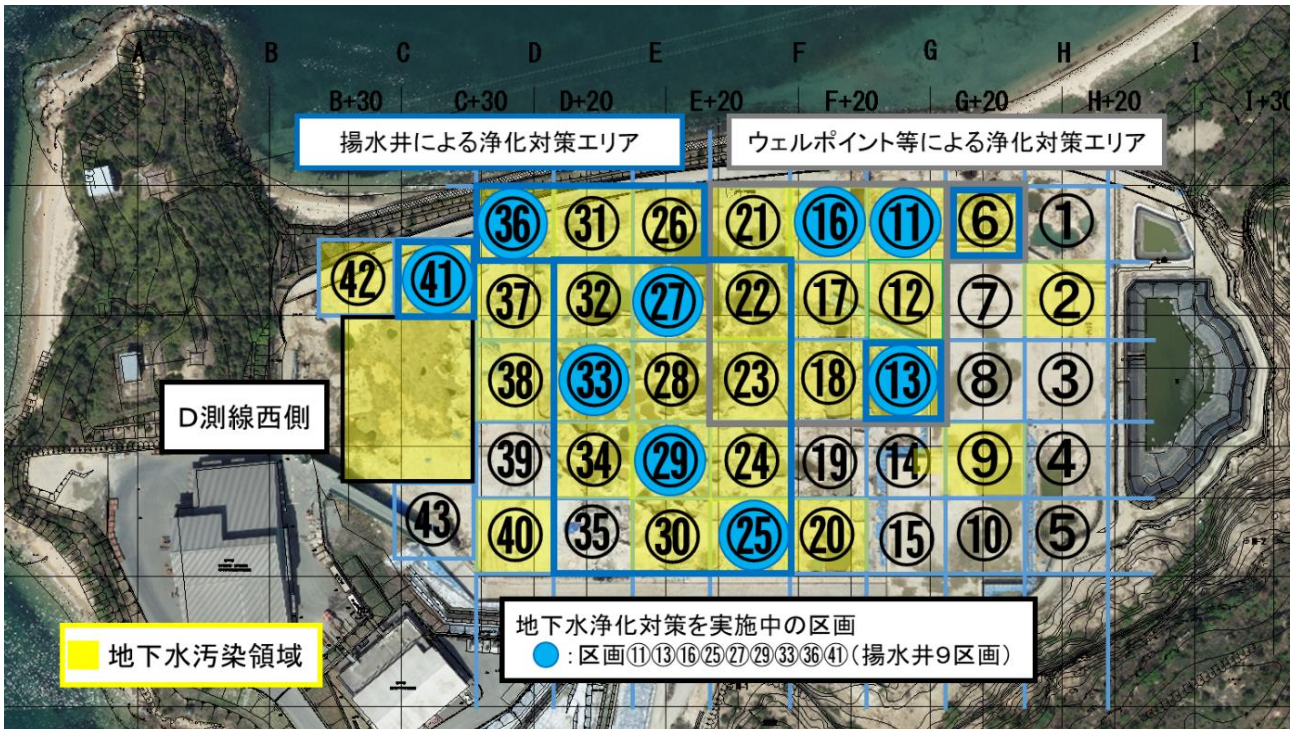 A B C D E F G H I
B+30 C+30 D+20 E+20 F+20 G+20 H+20 I+30
揚水井による浄化対策エリア
ウェルポイント等による浄化対策エリア
㊱ ㉛ ㉖ ㉑ ⑯ ⑪ ⑥ ①
㊷ ㊶ ㊲ ㉜ ㉗ ㉒ ⑰ ⑫ ⑦ ②
㊳ ㉝ ㉘ ㉓ ⑱ ⑬ ⑧ ③
D測線西側
㊴ ㉞ ㉙ ㉔ ⑲ ⑭ ⑨ ④
㊸ ㊵ ㉟ ㉚ ㉕ ⑳ ⑮ ⑩ ⑤
地下水浄化対策を実施中の区画
:区画⑪⑬⑯㉕㉗㉙㉝㊱㊶(揚水井9区画)
地下水汚染領域